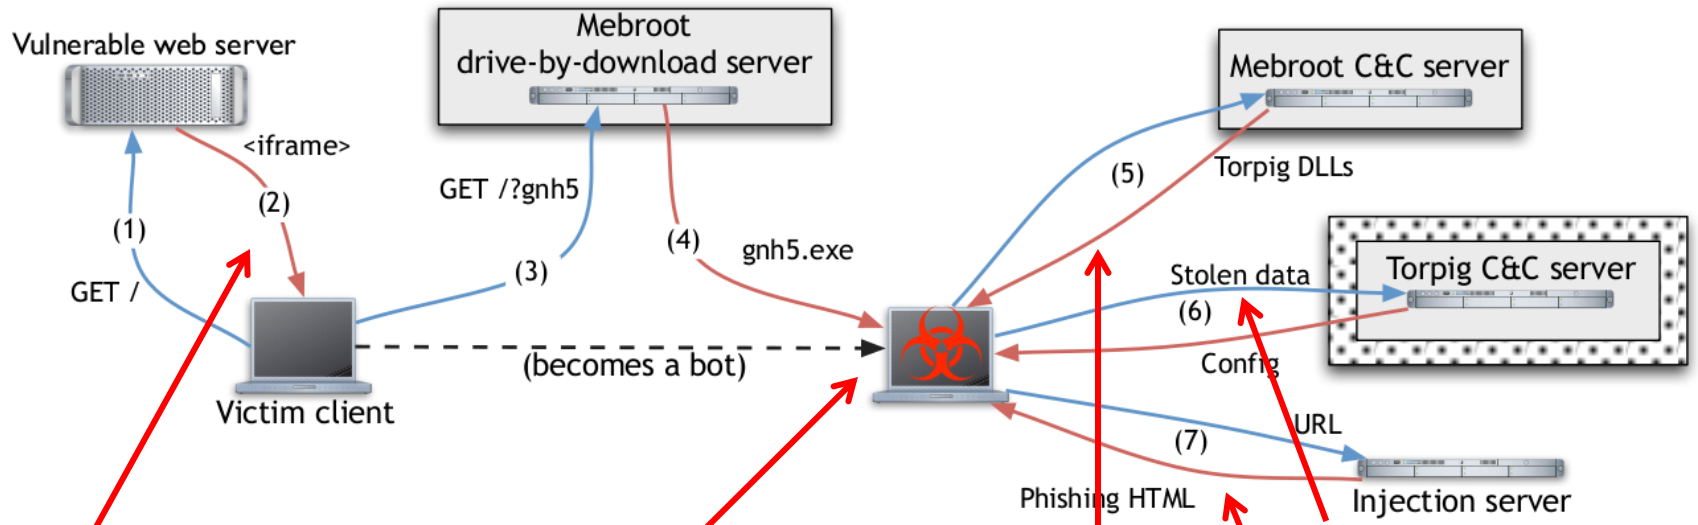 Vulnerable web server
Mebroot
drive-by-download server
Mebroot C&C server
<iframe>
GET /?gnh5
(1)
(2)
(3)
(4)
(5)
Torpig DLLs
gnh5.exe
GET /
Stolen data
(6)
Torpig C&C server
Config
(becomes a bot)
Victim client
URL
(7)
Phishing HTML
Injection server